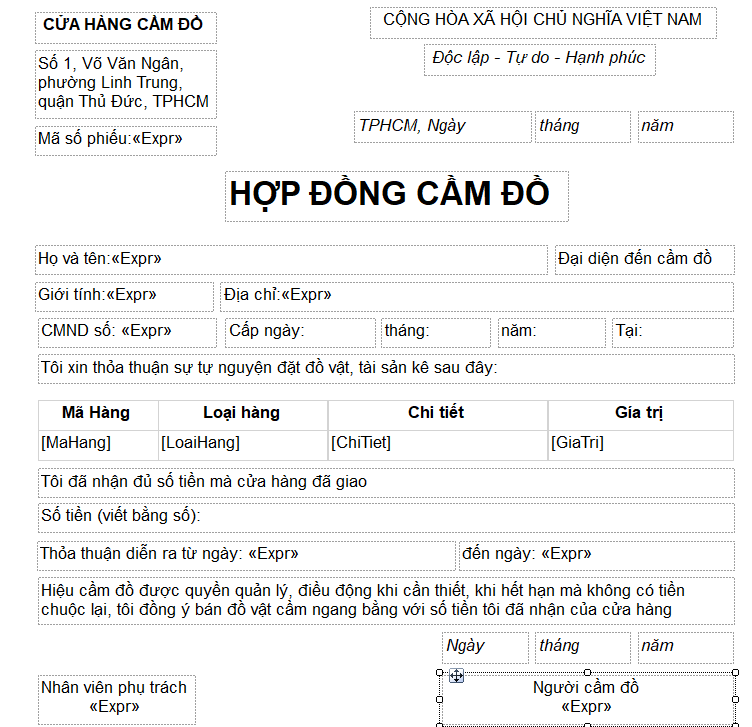 CỬA HÀNG CẦM ĐỒ
CỘNG HÒA XÃ HỘI CHỦ NGHĨA VIỆT NAM
Độc lập - Tự do - Hạnh phúc
Số 1, Võ Văn Ngân,
phường Linh Trung,
quận Thủ Đức, TPHCM
Mã số phiếu:«Expr»
TPHCM, Ngày tháng năm
HỢP ĐỒNG CẦM ĐỒ
Họ và tên:«Expr» Đại diện đến cầm đồ
Giới tính:«Expr» Địa chỉ:«Expr»
CMND số: «Expr» Cấp ngày: tháng: năm: Tại:
Tôi xin thỏa thuận sự tự nguyện đặt đồ vật, tài sản kê sau đây:
Mã Hàng Loại hàng Chi tiết Gía trị
[MaHang] [LoaiHang] [ChiTiet] [GiaTri]
Tôi đã nhận đủ số tiền mà cửa hàng đã giao
Số tiền (viết bằng số):
Thỏa thuận diễn ra từ ngày: «Expr» đến ngày: «Expr»
Hiệu cầm đồ được quyền quản lý, điều động khi cần thiết, khi hết hạn mà không có tiền
chuộc lại, tôi đồng ý bán đồ vật cầm ngang bằng với số tiền tôi đã nhận của cửa hàng
Ngày tháng năm
Nhân viên phụ trách Người cầm đồ
«Expr» «Expr»